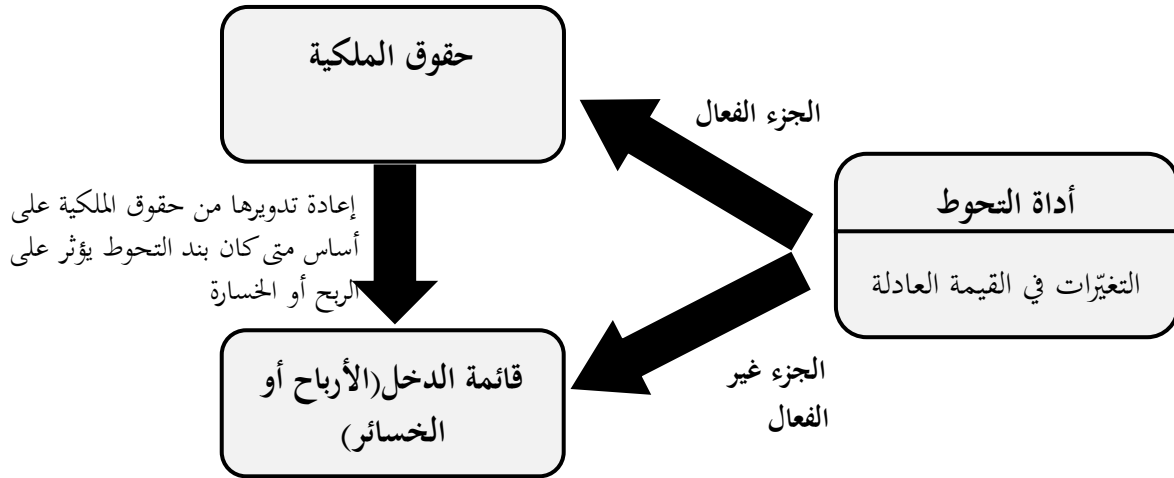 حقوق الملكية
الجزء الفعال
أداة التحوط
التغيّرات في القيمة العادلة
إعادة تدويرها من حقوق الملكية على
أساس متى كان بند التحوط يؤثر على
الربح أو الخسارة
الجزء غير
الفعال
قائمة الدخل(الأرباح أو
الخسائر)